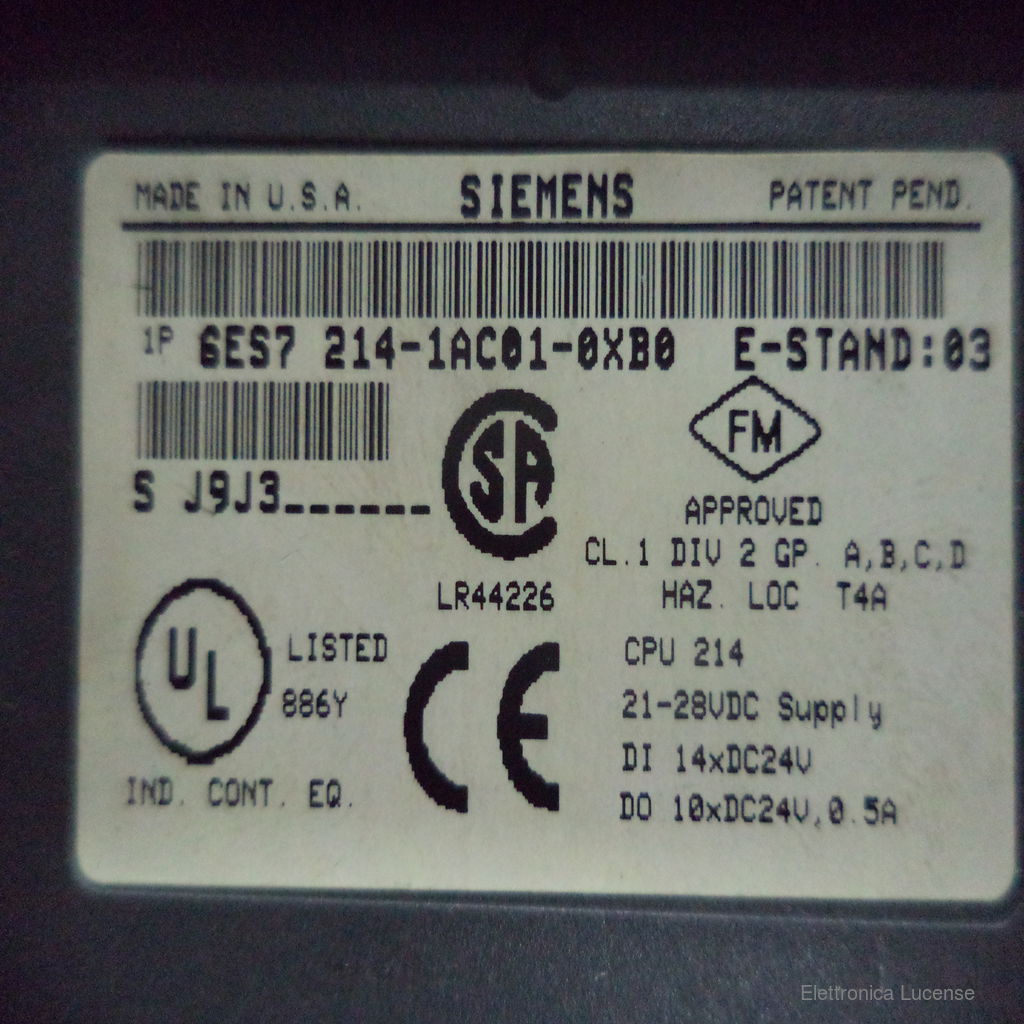 MADE IN U.S.A. SIEMENS PATENT PEND.
1P 6ES7 214-1AC01-0XB0 E-STAND:03
S J9J3______
SA
FM
APPROVED
CL.1 DIV 2 GP. A,B,C,D
HAZ. LOC T4A
LR44226
UL LISTED
886Y
IND. CONT. EQ.
CE
CPU 214
21-28VDC Supply
DI 14xDC24V
DO 10xDC24V,0.5A
Elettronica Lucense